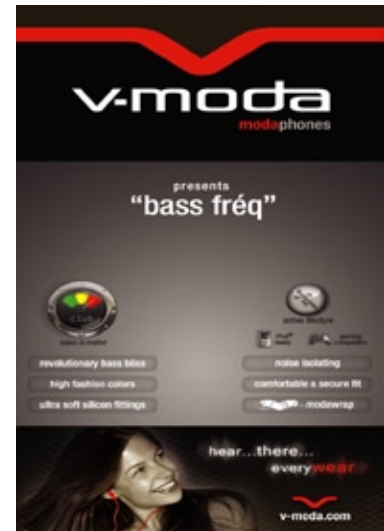 v-moda
modaphones
presents
“bass fréq”
club
bass b-meter
active lifestyle
revolutionary bass bliss
noise isolating
high fashion colors
comfortable & secure fit
ultra soft silicon fittings
modawrap
hear...there...
everywear
v-moda.com